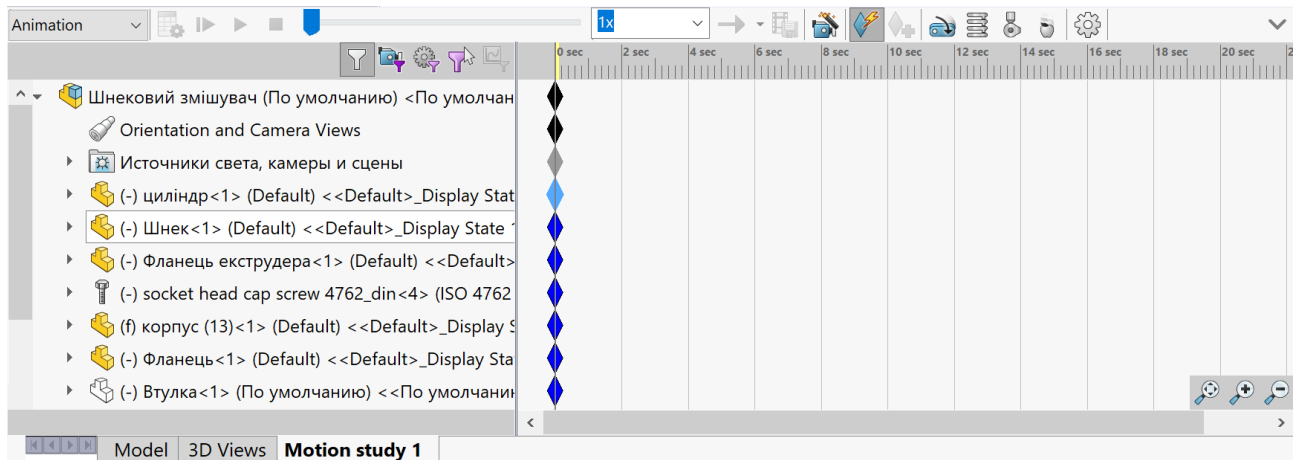 Animation 1x
0 sec 2 sec 4 sec 6 sec 8 sec 10 sec 12 sec 14 sec 16 sec 18 sec 20 sec 2
Шнековий змішувач (По умолчанию) <По умолчан
Orientation and Camera Views
Источники света, камеры и сцены
(-) циліндр<1> (Default) <<Default>_Display Stat
(-) Шнек<1> (Default) <<Default>_Display State 1
(-) Фланець екструдера<1> (Default) <<Default>
(-) socket head cap screw 4762_din<4> (ISO 4762
(f) корпус (13)<1> (Default) <<Default>_Display S
(-) Фланець<1> (Default) <<Default>_Display Sta
(-) Втулка<1> (По умолчанию) <<По умолчани
Model 3D Views Motion study 1